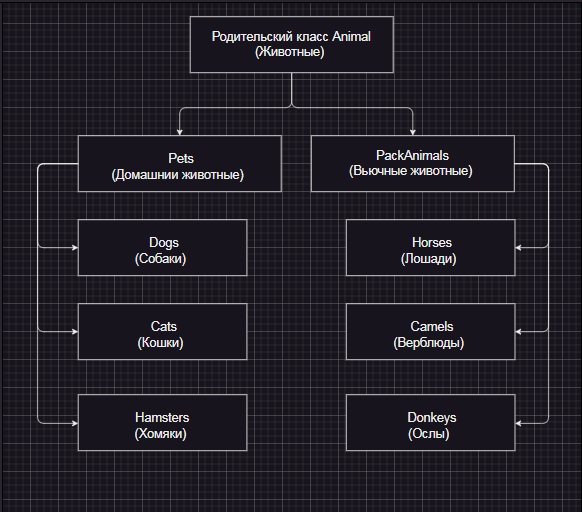 Родительский класс Animal
(Животные)
Pets
(Домашнии животные)
PackAnimals
(Вьючные животные)
Dogs
(Собаки)
Horses
(Лошади)
Cats
(Кошки)
Camels
(Верблюды)
Hamsters
(Хомяки)
Donkeys
(Ослы)